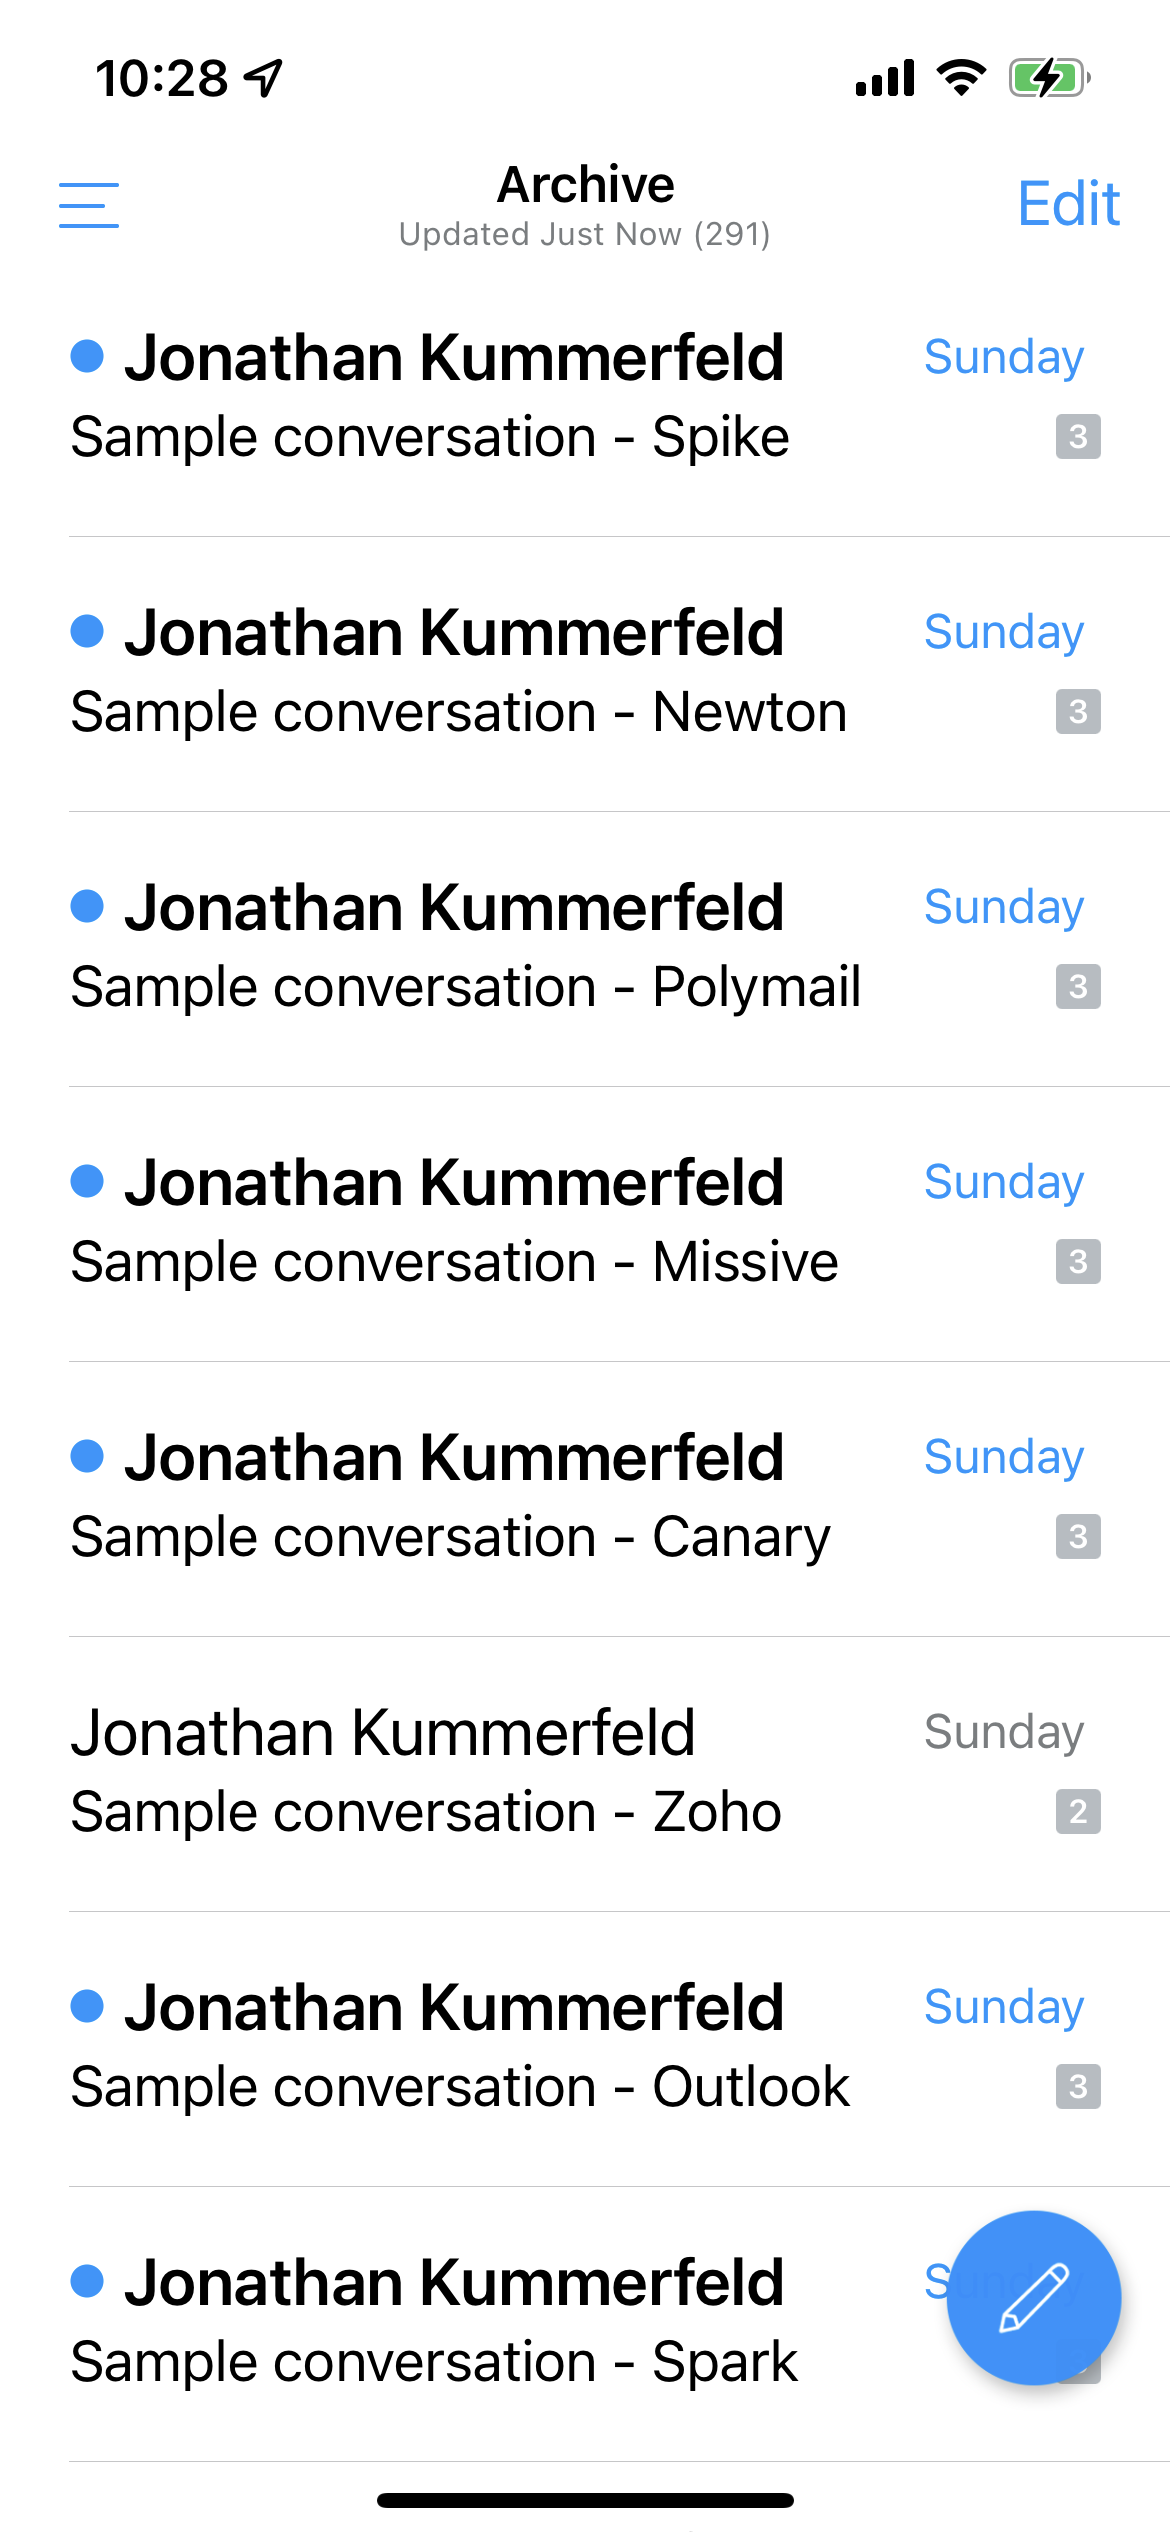 10:28
Archive
Edit
Updated Just Now (291)
Jonathan Kummerfeld Sunday
Sample conversation - Spike 3
Jonathan Kummerfeld Sunday
Sample conversation - Newton 3
Jonathan Kummerfeld Sunday
Sample conversation - Polymail 3
Jonathan Kummerfeld Sunday
Sample conversation - Missive 3
Jonathan Kummerfeld Sunday
Sample conversation - Canary 3
Jonathan Kummerfeld Sunday
Sample conversation - Zoho 2
Jonathan Kummerfeld Sunday
Sample conversation - Outlook 3
Jonathan Kummerfeld Sunday
Sample conversation - Spark